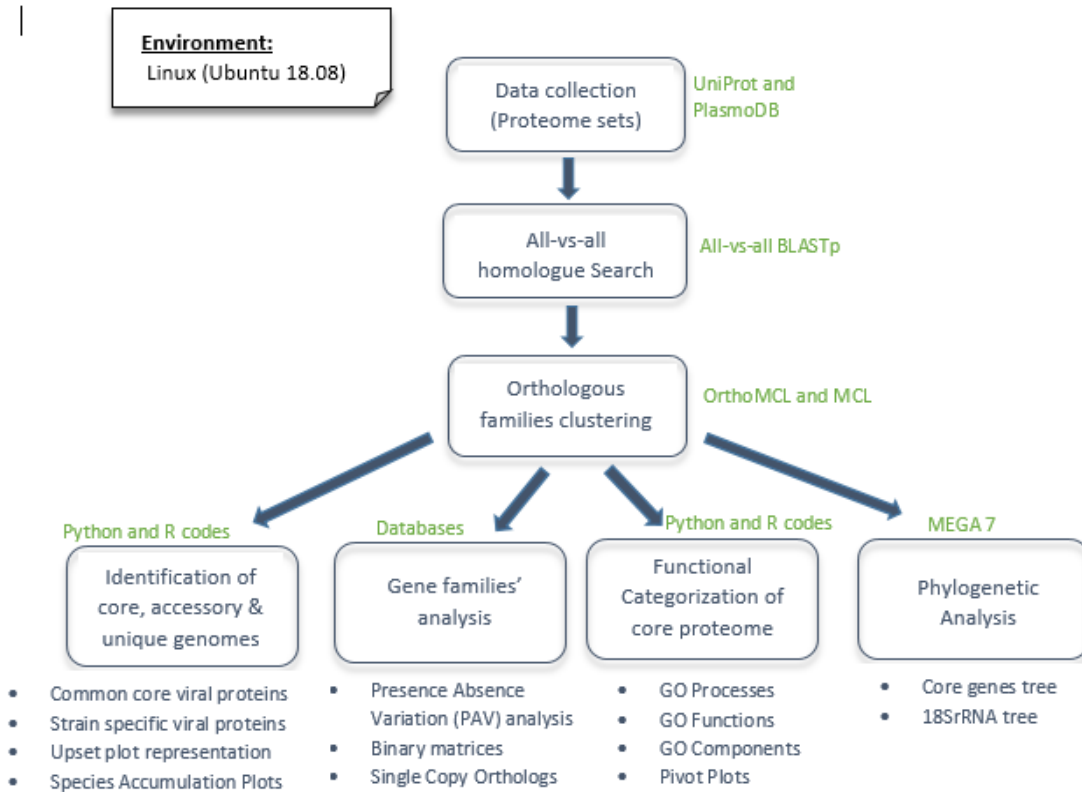 Environment:
Linux (Ubuntu 18.08)
Data collection
(Proteome sets)
UniProt and
PlasmoDB
All-vs-all
homologue Search
All-vs-all BLASTp
Orthologous
families clustering
OrthoMCL and MCL
Python and R codes
Identification of
core, accessory &
unique genomes
• Common core viral proteins
• Strain specific viral proteins
• Upset plot representation
• Species Accumulation Plots
Databases
Gene families’
analysis
• Presence Absence
Variation (PAV) analysis
• Binary matrices
• Single Copy Orthologs
Python and R codes
Functional
Categorization of
core proteome
• GO Processes
• GO Functions
• GO Components
• Pivot Plots
MEGA 7
Phylogenetic
Analysis
• Core genes tree
• 18SrRNA tree